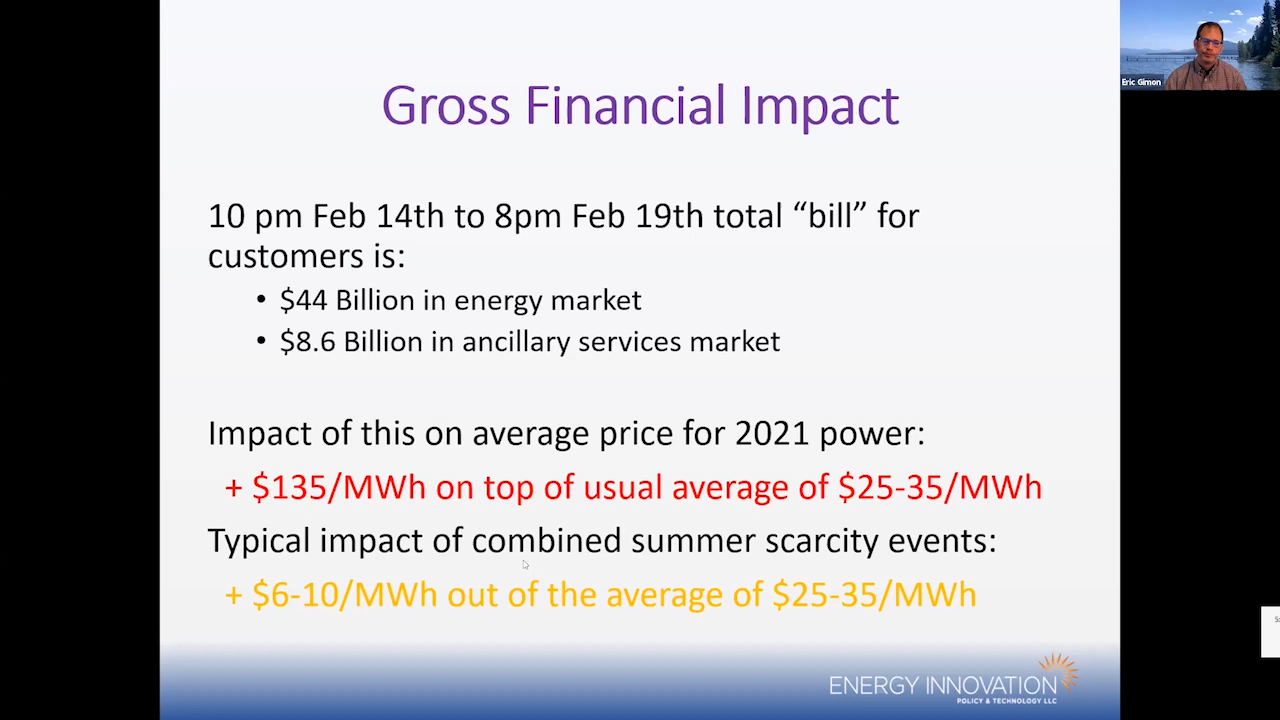 Eric Gimon
Gross Financial Impact
10 pm Feb 14th to 8pm Feb 19th total “bill” for
customers is:
• $44 Billion in energy market
• $8.6 Billion in ancillary services market
Impact of this on average price for 2021 power:
+ $135/MWh on top of usual average of $25-35/MWh
Typical impact of combined summer scarcity events:
+ $6-10/MWh out of the average of $25-35/MWh
ENERGY INNOVATION
POLICY & TECHNOLOGY LLC